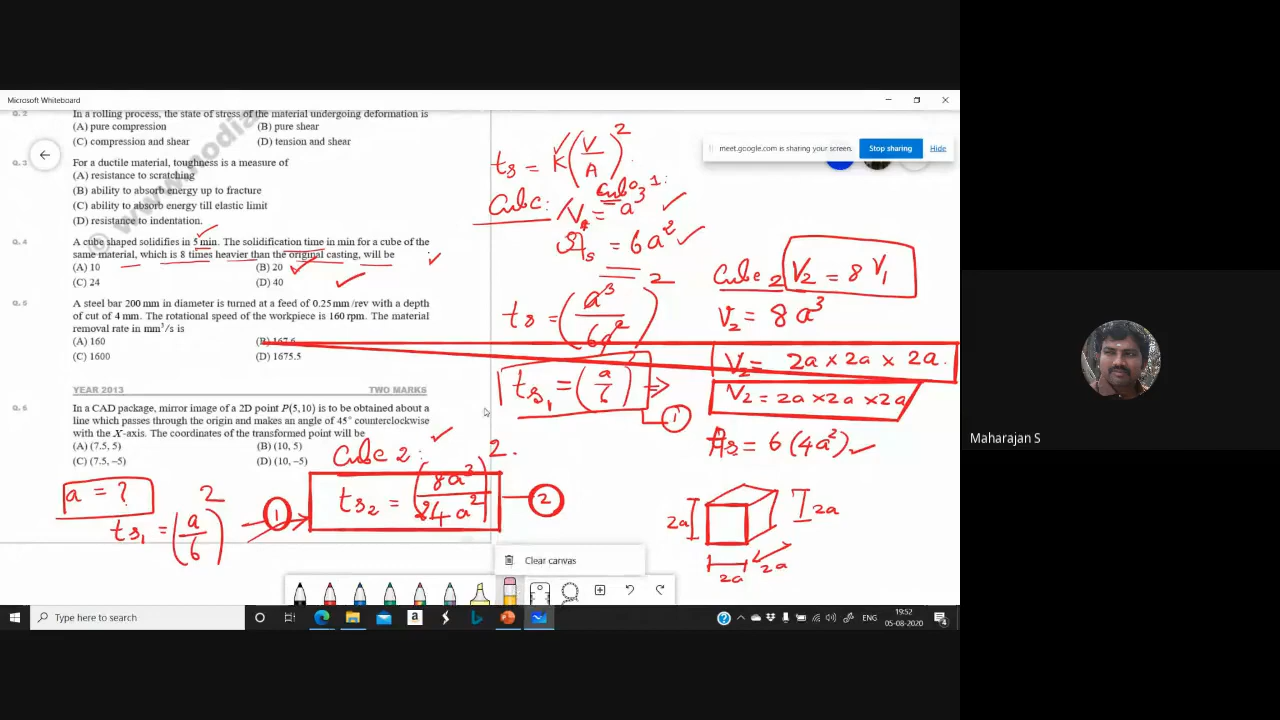 Microsoft Whiteboard
Q. 2 In a rolling process, the state of stress of the material undergoing deformation is
(A) pure compression (B) pure shear
(C) compression and shear (D) tension and shear
Q. 3 For a ductile material, toughness is a measure of
(A) resistance to scratching
(B) ability to absorb energy up to fracture
(C) ability to absorb energy till elastic limit
(D) resistance to indentation.
Q. 4 A cube shaped solidifies in 5 min. The solidification time in min for a cube of the
same material, which is 8 times heavier than the original casting, will be
(A) 10 (B) 20
(C) 24 (D) 40
Q. 5 A steel bar 200 mm in diameter is turned at a feed of 0.25 mm/rev with a depth
of cut of 4 mm. The rotational speed of the workpiece is 160 rpm. The material
removal rate in mm³/s is
(A) 160 (B) 167.6
(C) 1600 (D) 1675.5
YEAR 2013 TWO MARKS
Q. 6 In a CAD package, mirror image of a 2D point P(5,10) is to be obtained about a
line which passes through the origin and makes an angle of 45° counterclockwise
with the X-axis. The coordinates of the transformed point will be
(A) (7.5, 5) (B) (10, 5)
(C) (7.5, −5) (D) (10, −5)
© www.nodia
a = ?
ts₁ = (a/6)²
1
Cube 2:
ts₂ = (8a³/24a²)²
2
ts = K(V/A)²
Cube:
V = a³
As = 6a²
ts = (a³/6a²)²
ts₁ = (a/6)²
1
Cube 2
V₂ = 8 V₁
V₂ = 8a³
V₂ = 2a × 2a × 2a.
V₂ = 2a × 2a × 2a
As = 6(4a²)
2a
2a
2a
2a
meet.google.com is sharing your screen.
Stop sharing
Hide
Clear canvas
Maharajan S
Type here to search
ENG
19:52
05-08-2020
4